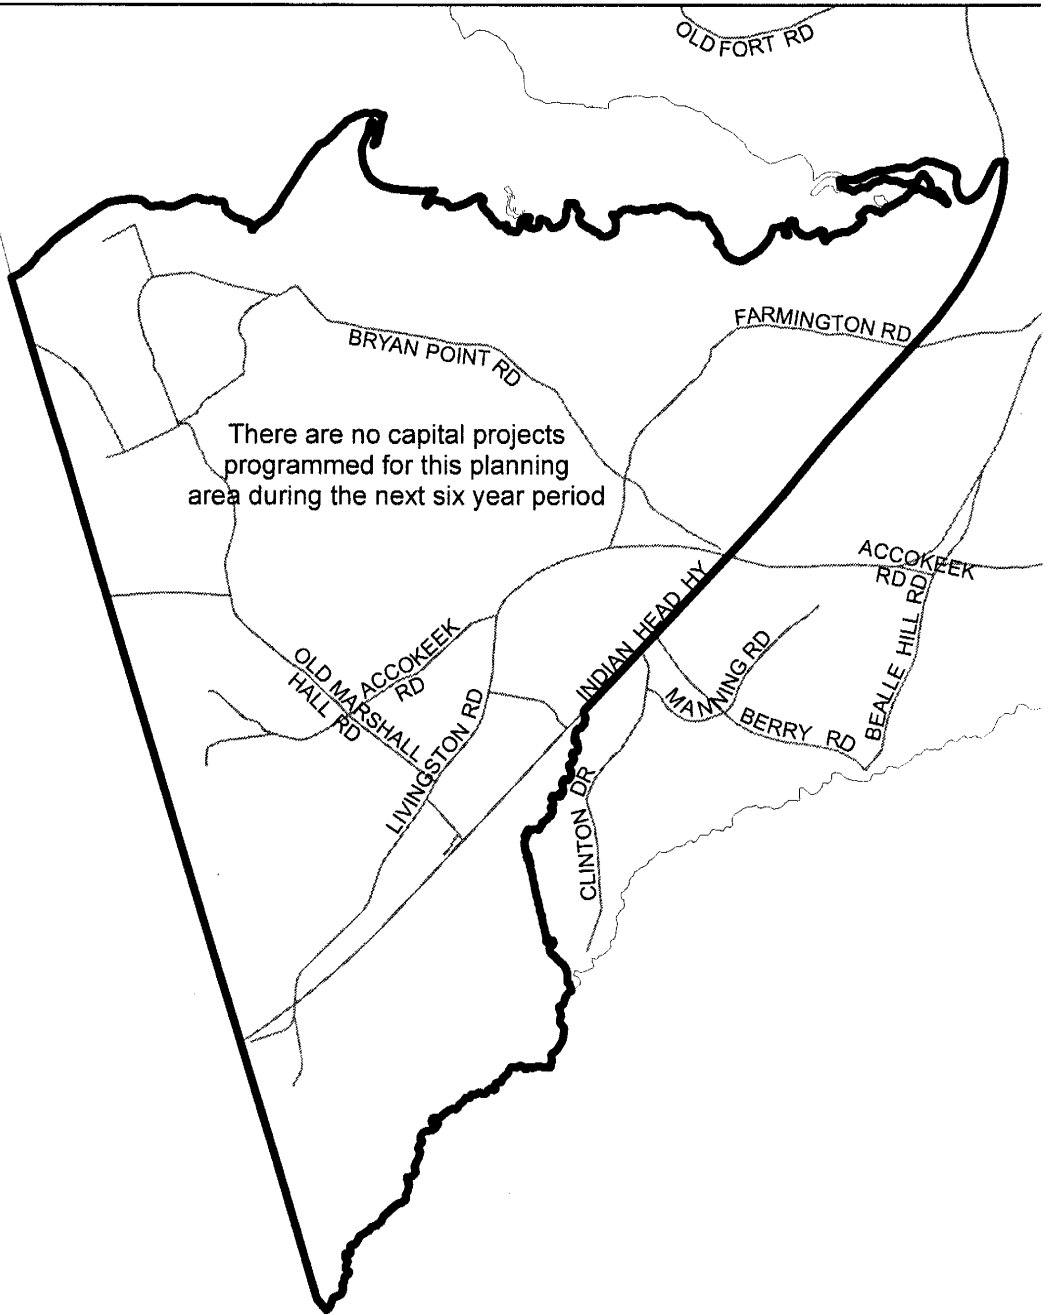 OLD FORT RD
FARMINGTON RD
BRYAN POINT RD
There are no capital projects
programmed for this planning
area during the next six year period
ACCOKEEK
RD
BEALLE HILL RD
INDIAN HEAD HY
MANNING RD
BERRY RD
ACCOKEEK
RD
OLD MARSHALL
HALL RD
LIVINGSTON RD
CLINTON DR